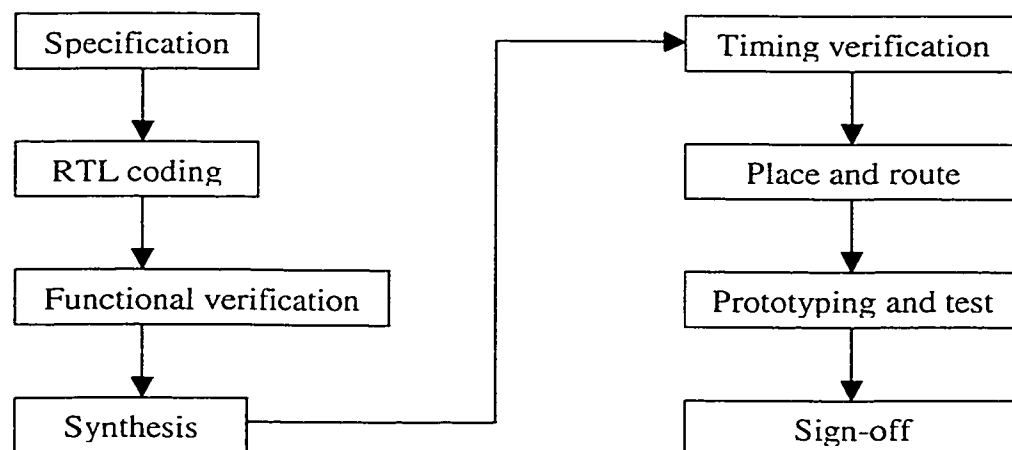 Specification
RTL coding
Functional verification
Synthesis
Timing verification
Place and route
Prototyping and test
Sign-off